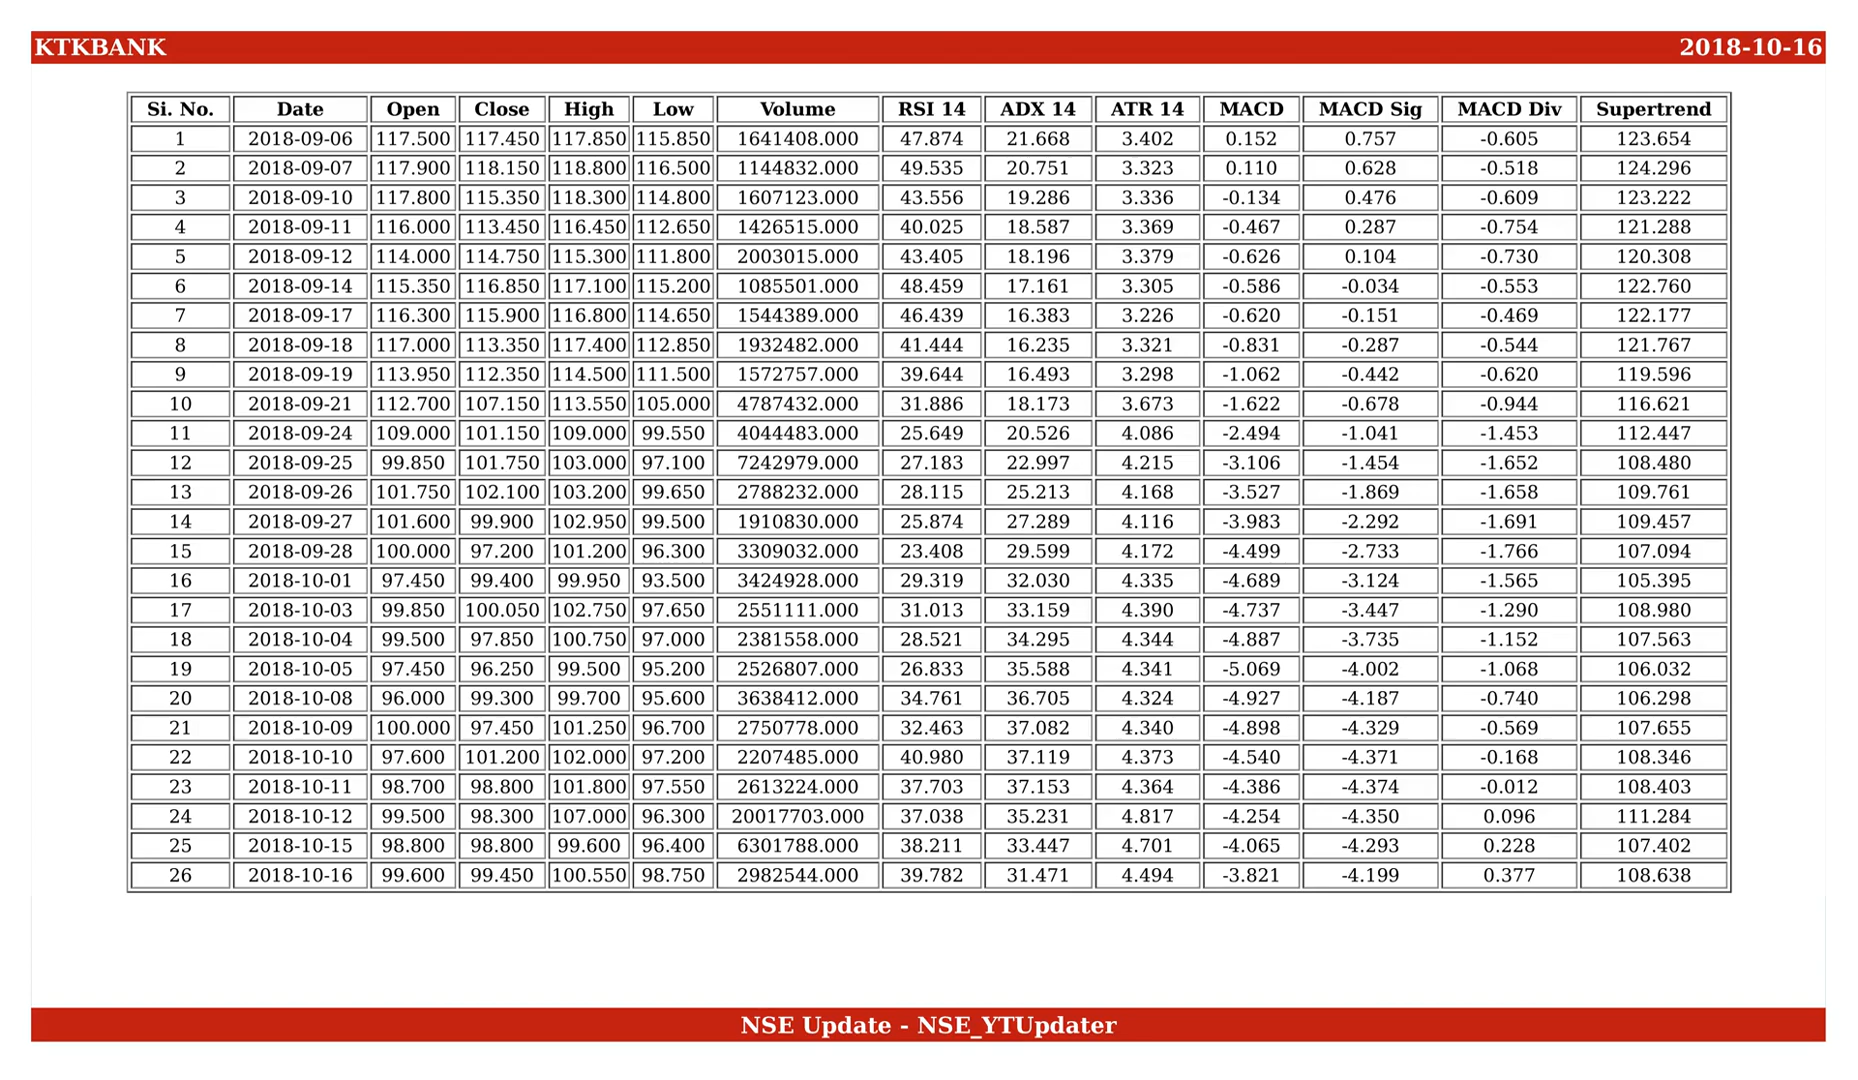 KTKBANK 2018-10-16
Si. No. Date Open Close High Low Volume RSI 14 ADX 14 ATR 14 MACD MACD Sig MACD Div Supertrend
1 2018-09-06 117.500 117.450 117.850 115.850 1641408.000 47.874 21.668 3.402 0.152 0.757 -0.605 123.654
2 2018-09-07 117.900 118.150 118.800 116.500 1144832.000 49.535 20.751 3.323 0.110 0.628 -0.518 124.296
3 2018-09-10 117.800 115.350 118.300 114.800 1607123.000 43.556 19.286 3.336 -0.134 0.476 -0.609 123.222
4 2018-09-11 116.000 113.450 116.450 112.650 1426515.000 40.025 18.587 3.369 -0.467 0.287 -0.754 121.288
5 2018-09-12 114.000 114.750 115.300 111.800 2003015.000 43.405 18.196 3.379 -0.626 0.104 -0.730 120.308
6 2018-09-14 115.350 116.850 117.100 115.200 1085501.000 48.459 17.161 3.305 -0.586 -0.034 -0.553 122.760
7 2018-09-17 116.300 115.900 116.800 114.650 1544389.000 46.439 16.383 3.226 -0.620 -0.151 -0.469 122.177
8 2018-09-18 117.000 113.350 117.400 112.850 1932482.000 41.444 16.235 3.321 -0.831 -0.287 -0.544 121.767
9 2018-09-19 113.950 112.350 114.500 111.500 1572757.000 39.644 16.493 3.298 -1.062 -0.442 -0.620 119.596
10 2018-09-21 112.700 107.150 113.550 105.000 4787432.000 31.886 18.173 3.673 -1.622 -0.678 -0.944 116.621
11 2018-09-24 109.000 101.150 109.000 99.550 4044483.000 25.649 20.526 4.086 -2.494 -1.041 -1.453 112.447
12 2018-09-25 99.850 101.750 103.000 97.100 7242979.000 27.183 22.997 4.215 -3.106 -1.454 -1.652 108.480
13 2018-09-26 101.750 102.100 103.200 99.650 2788232.000 28.115 25.213 4.168 -3.527 -1.869 -1.658 109.761
14 2018-09-27 101.600 99.900 102.950 99.500 1910830.000 25.874 27.289 4.116 -3.983 -2.292 -1.691 109.457
15 2018-09-28 100.000 97.200 101.200 96.300 3309032.000 23.408 29.599 4.172 -4.499 -2.733 -1.766 107.094
16 2018-10-01 97.450 99.400 99.950 93.500 3424928.000 29.319 32.030 4.335 -4.689 -3.124 -1.565 105.395
17 2018-10-03 99.850 100.050 102.750 97.650 2551111.000 31.013 33.159 4.390 -4.737 -3.447 -1.290 108.980
18 2018-10-04 99.500 97.850 100.750 97.000 2381558.000 28.521 34.295 4.344 -4.887 -3.735 -1.152 107.563
19 2018-10-05 97.450 96.250 99.500 95.200 2526807.000 26.833 35.588 4.341 -5.069 -4.002 -1.068 106.032
20 2018-10-08 96.000 99.300 99.700 95.600 3638412.000 34.761 36.705 4.324 -4.927 -4.187 -0.740 106.298
21 2018-10-09 100.000 97.450 101.250 96.700 2750778.000 32.463 37.082 4.340 -4.898 -4.329 -0.569 107.655
22 2018-10-10 97.600 101.200 102.000 97.200 2207485.000 40.980 37.119 4.373 -4.540 -4.371 -0.168 108.346
23 2018-10-11 98.700 98.800 101.800 97.550 2613224.000 37.703 37.153 4.364 -4.386 -4.374 -0.012 108.403
24 2018-10-12 99.500 98.300 107.000 96.300 20017703.000 37.038 35.231 4.817 -4.254 -4.350 0.096 111.284
25 2018-10-15 98.800 98.800 99.600 96.400 6301788.000 38.211 33.447 4.701 -4.065 -4.293 0.228 107.402
26 2018-10-16 99.600 99.450 100.550 98.750 2982544.000 39.782 31.471 4.494 -3.821 -4.199 0.377 108.638
NSE Update - NSE_YTUpdater